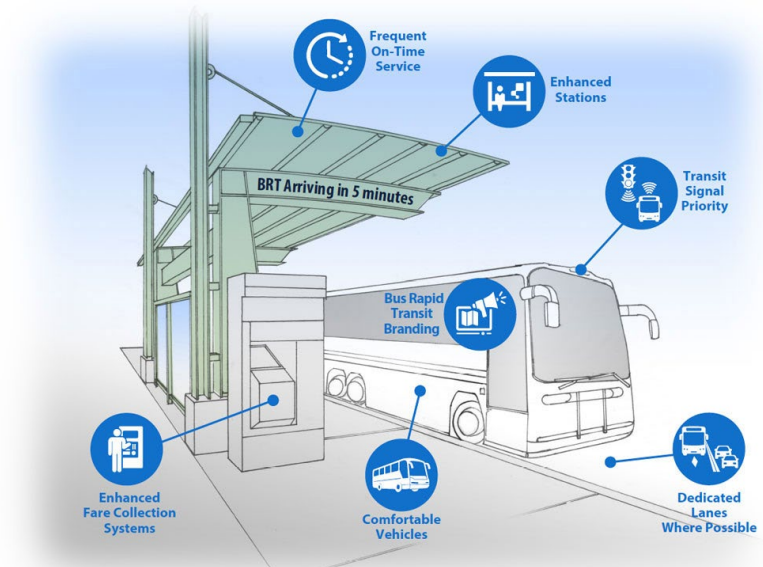 Frequent
On-Time
Service
Enhanced
Stations
Transit
Signal
Priority
BRT Arriving in 5 minutes
Bus Rapid
Transit
Branding
Enhanced
Fare Collection
Systems
Comfortable
Vehicles
Dedicated
Lanes
Where Possible